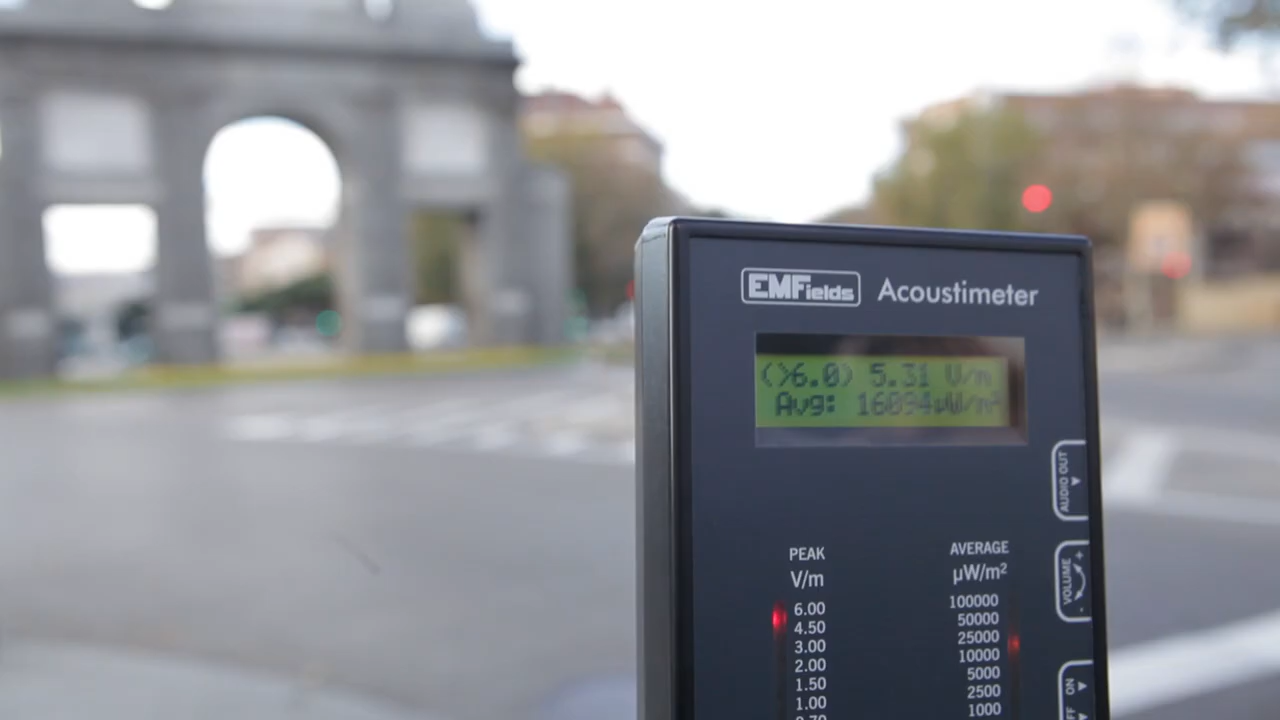 EMFields Acoustimeter
(>6.0) 5.31 V/m
Avg: 16094µW/m²
AUDIO OUT
VOLUME + -
ON
PEAK
V/m
6.00
4.50
3.00
2.00
1.50
1.00
AVERAGE
µW/m²
100000
50000
25000
10000
5000
2500
1000